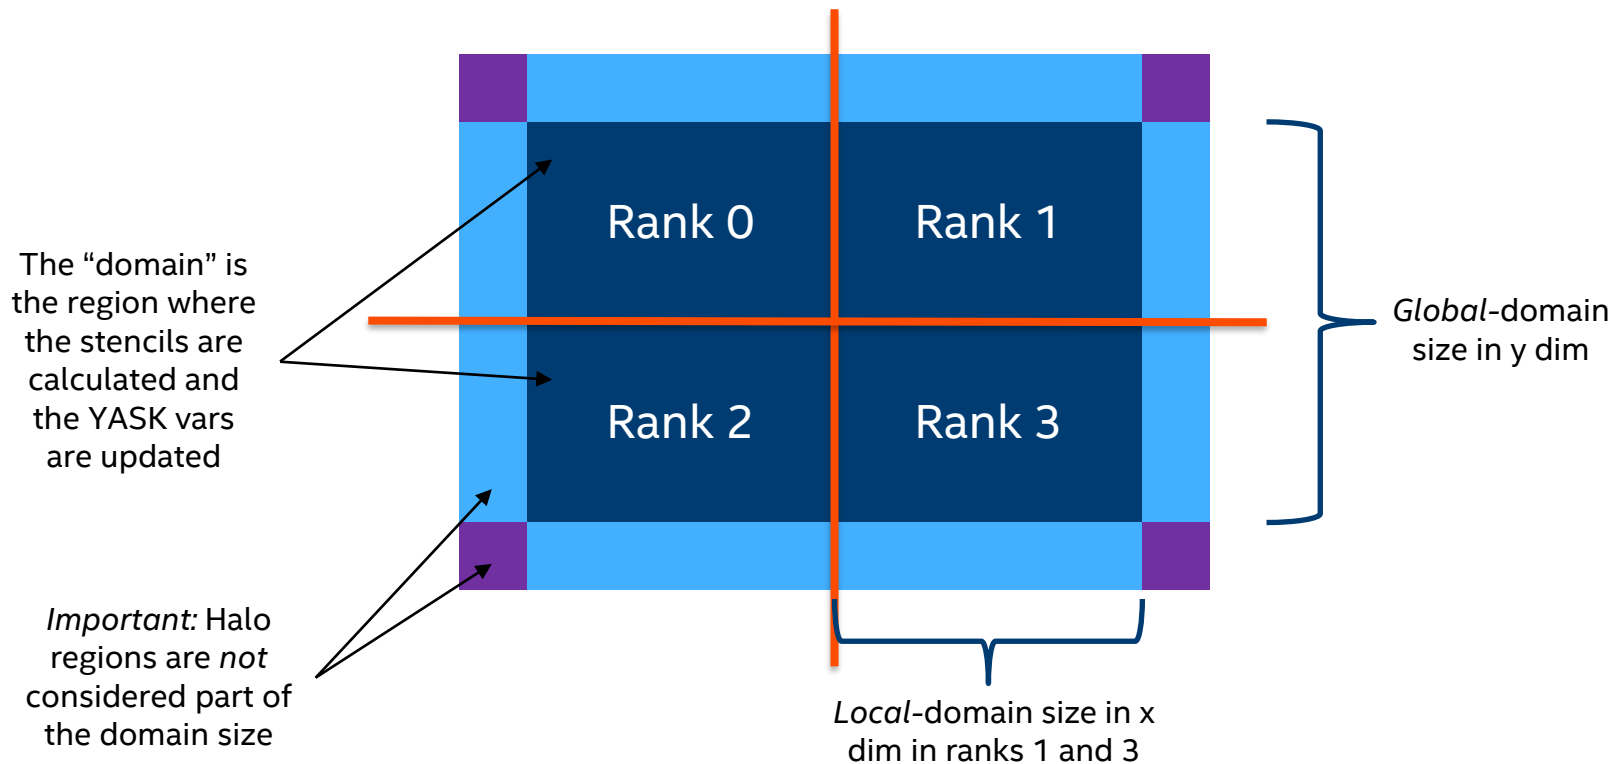 Rank 0
Rank 1
Rank 2
Rank 3
The “domain” is
the region where
the stencils are
calculated and
the YASK vars
are updated
Global-domain
size in y dim
Important: Halo
regions are not
considered part of
the domain size
Local-domain size in x
dim in ranks 1 and 3